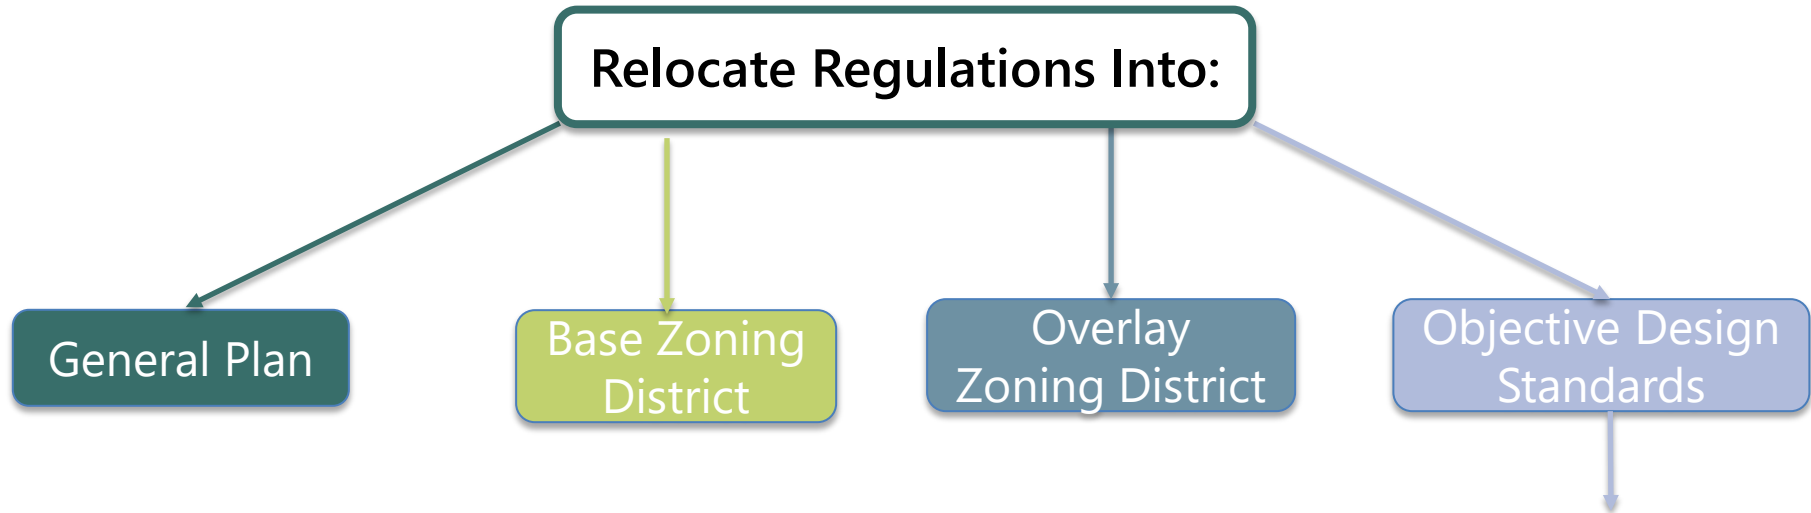 Relocate Regulations Into:
General Plan
Base Zoning
District
Overlay
Zoning District
Objective Design
Standards